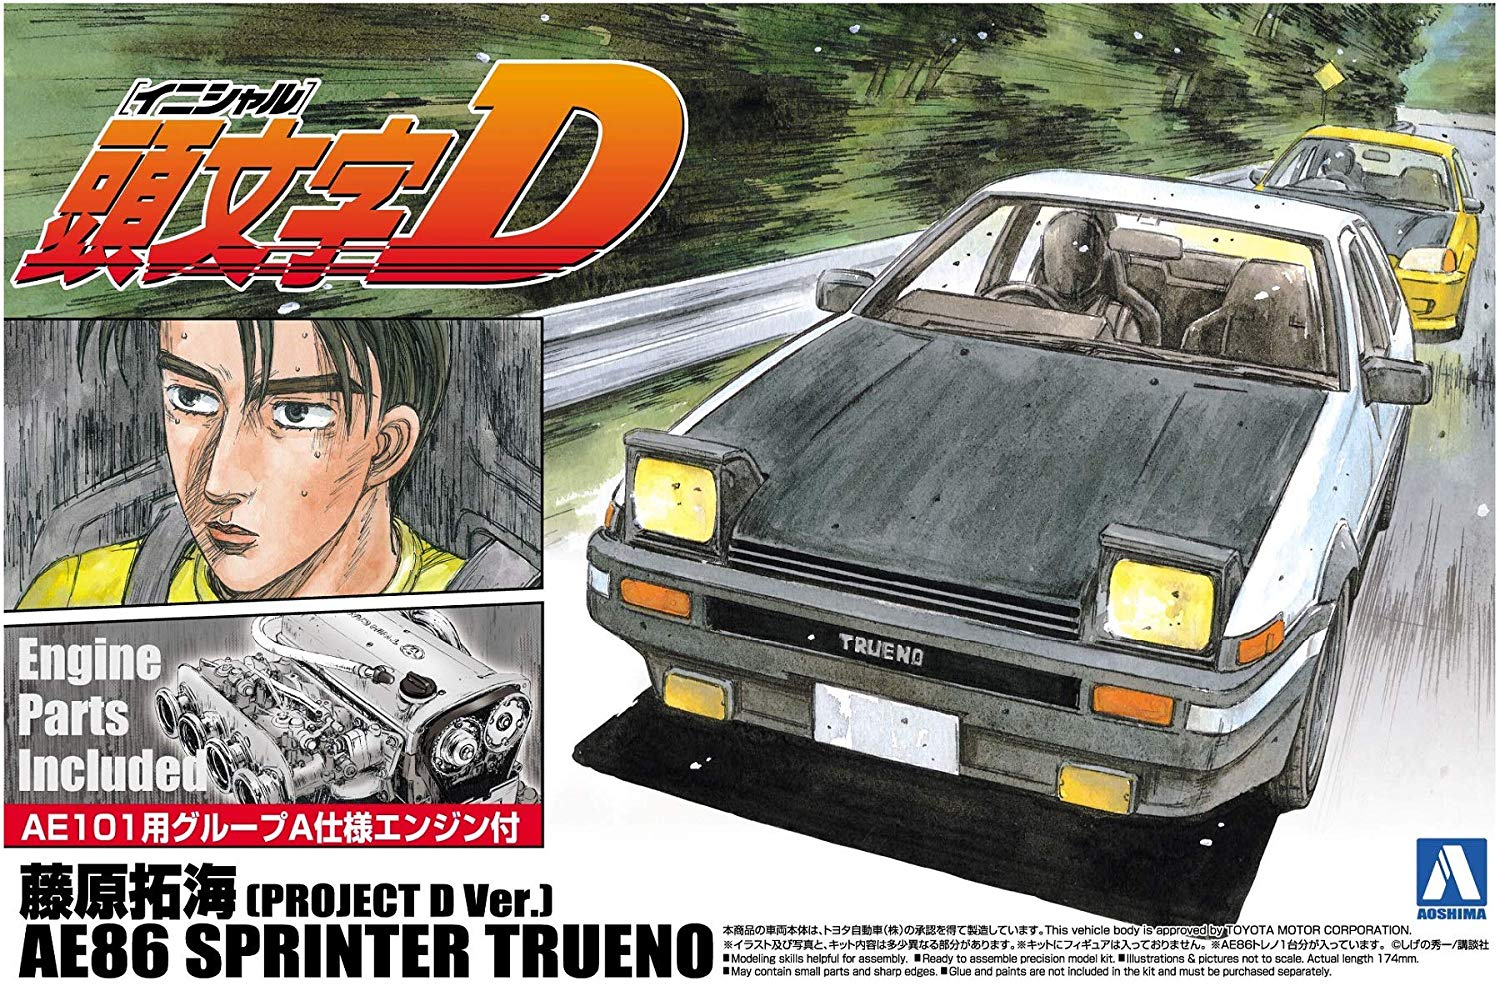 [イニシャル]
頭文字D
Engine
Parts
Included
AE101用グループA仕様エンジン付
TRUENO
藤原拓海 (PROJECT D Ver.)
AE86 SPRINTER TRUENO
AOSHIMA
本商品の車両本体は、トヨタ自動車(株)の承認を得て製造しています。This vehicle body is approved by TOYOTA MOTOR CORPORATION.
※イラスト及び写真と、キット内容は多少異なる部分があります。※キットにフィギュアは入っておりません。※AE86トレノ1台分が入っています。 ©しげの秀一/講談社
■Modeling skills helpful for assembly. ■Ready to assemble precision model kit. ■Illustrations & pictures not to scale. Actual length 174mm.
■May contain small parts and sharp edges. ■Glue and paints are not included in the kit and must be purchased separately.